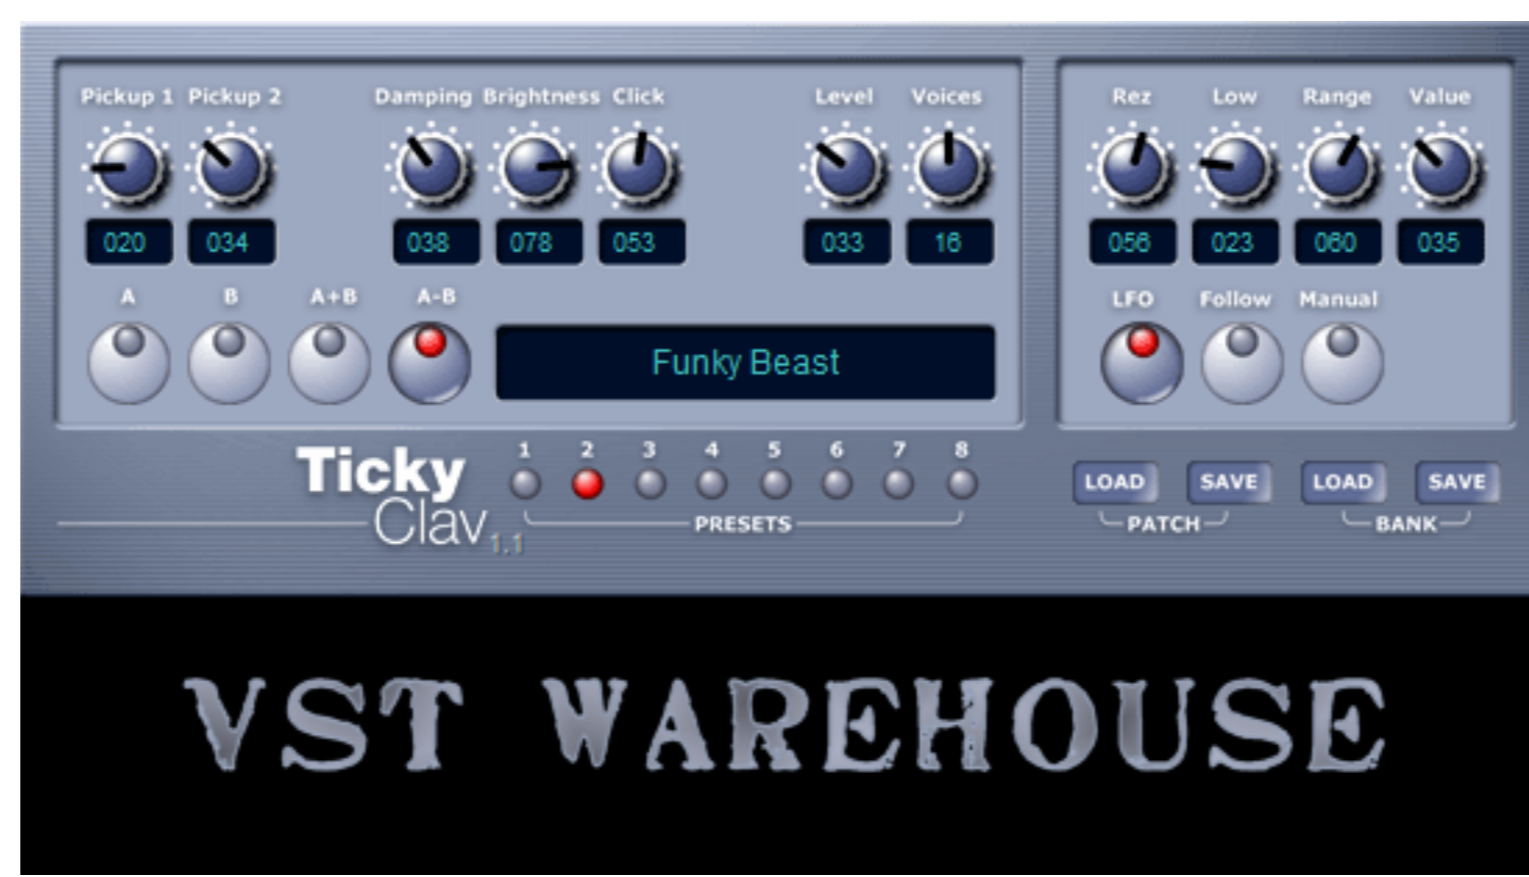 Pickup 1 Pickup 2 Damping Brightness Click Level Voices Rez Low Range Value
020 034 038 078 053 033 16 056 023 060 035
A B A+B A-B LFO Follow Manual
Funky Beast
1 2 3 4 5 6 7 8
Ticky
Clav 1.1
PRESETS
LOAD SAVE LOAD SAVE
PATCH BANK
VST WAREHOUSE